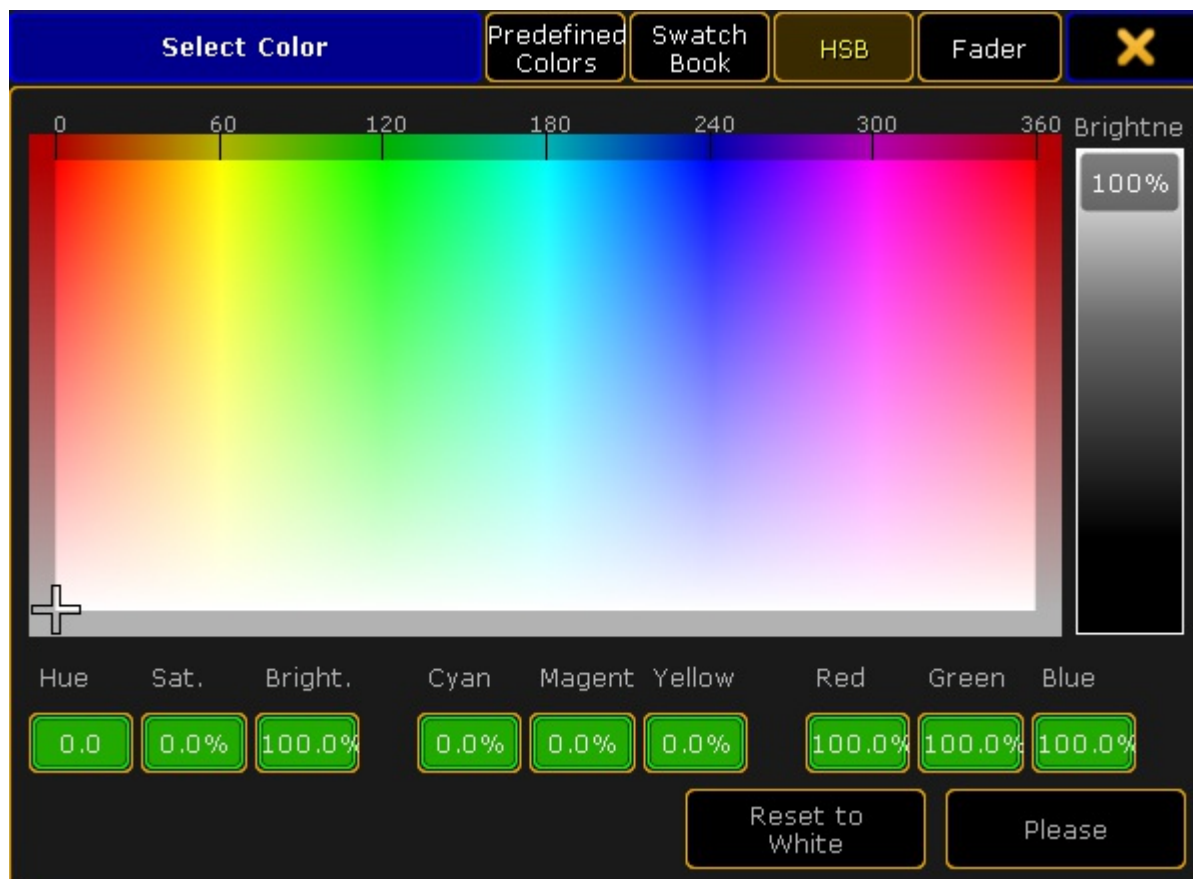 Select Color
Predefined
Colors
Swatch
Book
HSB
Fader
0 60 120 180 240 300 360
Brightne
100%
Hue Sat. Bright. Cyan Magent Yellow Red Green Blue
0.0 0.0% 100.0% 0.0% 0.0% 0.0% 100.0% 100.0% 100.0%
Reset to
White
Please